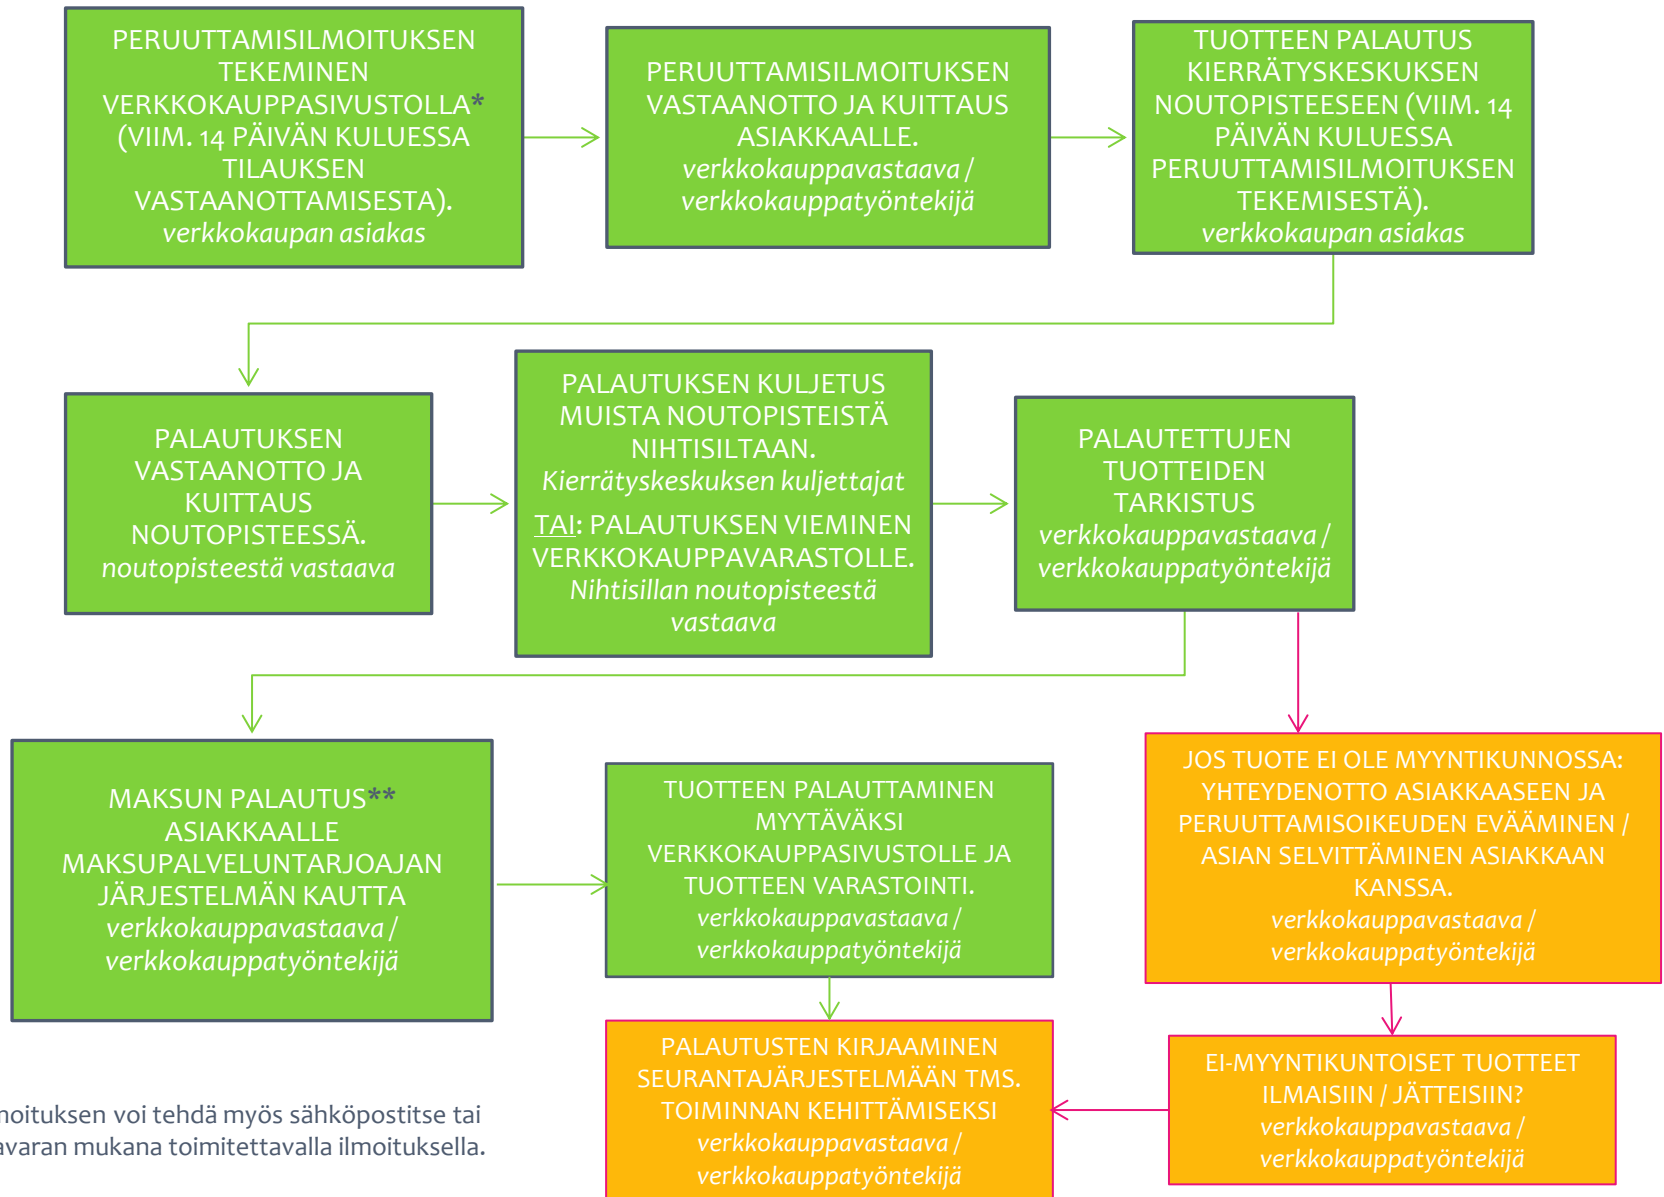 PERUUTTAMISILMOITUKSEN
TEKEMINEN
VERKKOKAUPPASIVUSTOLLA*
(VIIM. 14 PÄIVÄN KULUESSA
TILAUKSEN
VASTAANOTTAMISESTA).
verkkokaupan asiakas
PERUUTTAMISILMOITUKSEN
VASTAANOTTO JA KUITTAUS
ASIAKKAALLE.
verkkokauppavastaava /
verkkokauppatyöntekijä
TUOTTEEN PALAUTUS
KIERRÄTYSKESKUKSEN
NOUTOPISTEESEEN (VIIM. 14
PÄIVÄN KULUESSA
PERUUTTAMISILMOITUKSEN
TEKEMISESTÄ).
verkkokaupan asiakas
PALAUTUKSEN
VASTAANOTTO JA
KUITTAUS
NOUTOPISTEESSÄ.
noutopisteestä vastaava
PALAUTUKSEN KULJETUS
MUISTA NOUTOPISTEISTÄ
NIHTISILTAAN.
Kierrätyskeskuksen kuljettajat
TAI: PALAUTUKSEN VIEMINEN
VERKKOKAUPPAVARASTOLLE.
Nihtisillan noutopisteestä
vastaava
PALAUTETTUJEN
TUOTTEIDEN
TARKISTUS
verkkokauppavastaava /
verkkokauppatyöntekijä
MAKSUN PALAUTUS**
ASIAKKAALLE
MAKSUPALVELUNTARJOAJAN
JÄRJESTELMÄN KAUTTA
verkkokauppavastaava /
verkkokauppatyöntekijä
TUOTTEEN PALAUTTAMINEN
MYYTÄVÄKSI
VERKKOKAUPPASIVUSTOLLE JA
TUOTTEEN VARASTOINTI.
verkkokauppavastaava /
verkkokauppatyöntekijä
JOS TUOTE EI OLE MYYNTIKUNNOSSA:
YHTEYDENOTTO ASIAKKAASEEN JA
PERUUTTAMISOIKEUDEN EVÄÄMINEN /
ASIAN SELVITTÄMINEN ASIAKKAAN
KANSSA.
verkkokauppavastaava /
verkkokauppatyöntekijä
PALAUTUSTEN KIRJAAMINEN
SEURANTAJÄRJESTELMÄÄN TMS.
TOIMINNAN KEHITTÄMISEKSI
verkkokauppavastaava /
verkkokauppatyöntekijä
EI-MYYNTIKUNTOISET TUOTTEET
ILMAISIIN / JÄTTEISIIN?
verkkokauppavastaava /
verkkokauppatyöntekijä
moituksen voi tehdä myös sähköpostitse tai
avaran mukana toimitettavalla ilmoituksella.